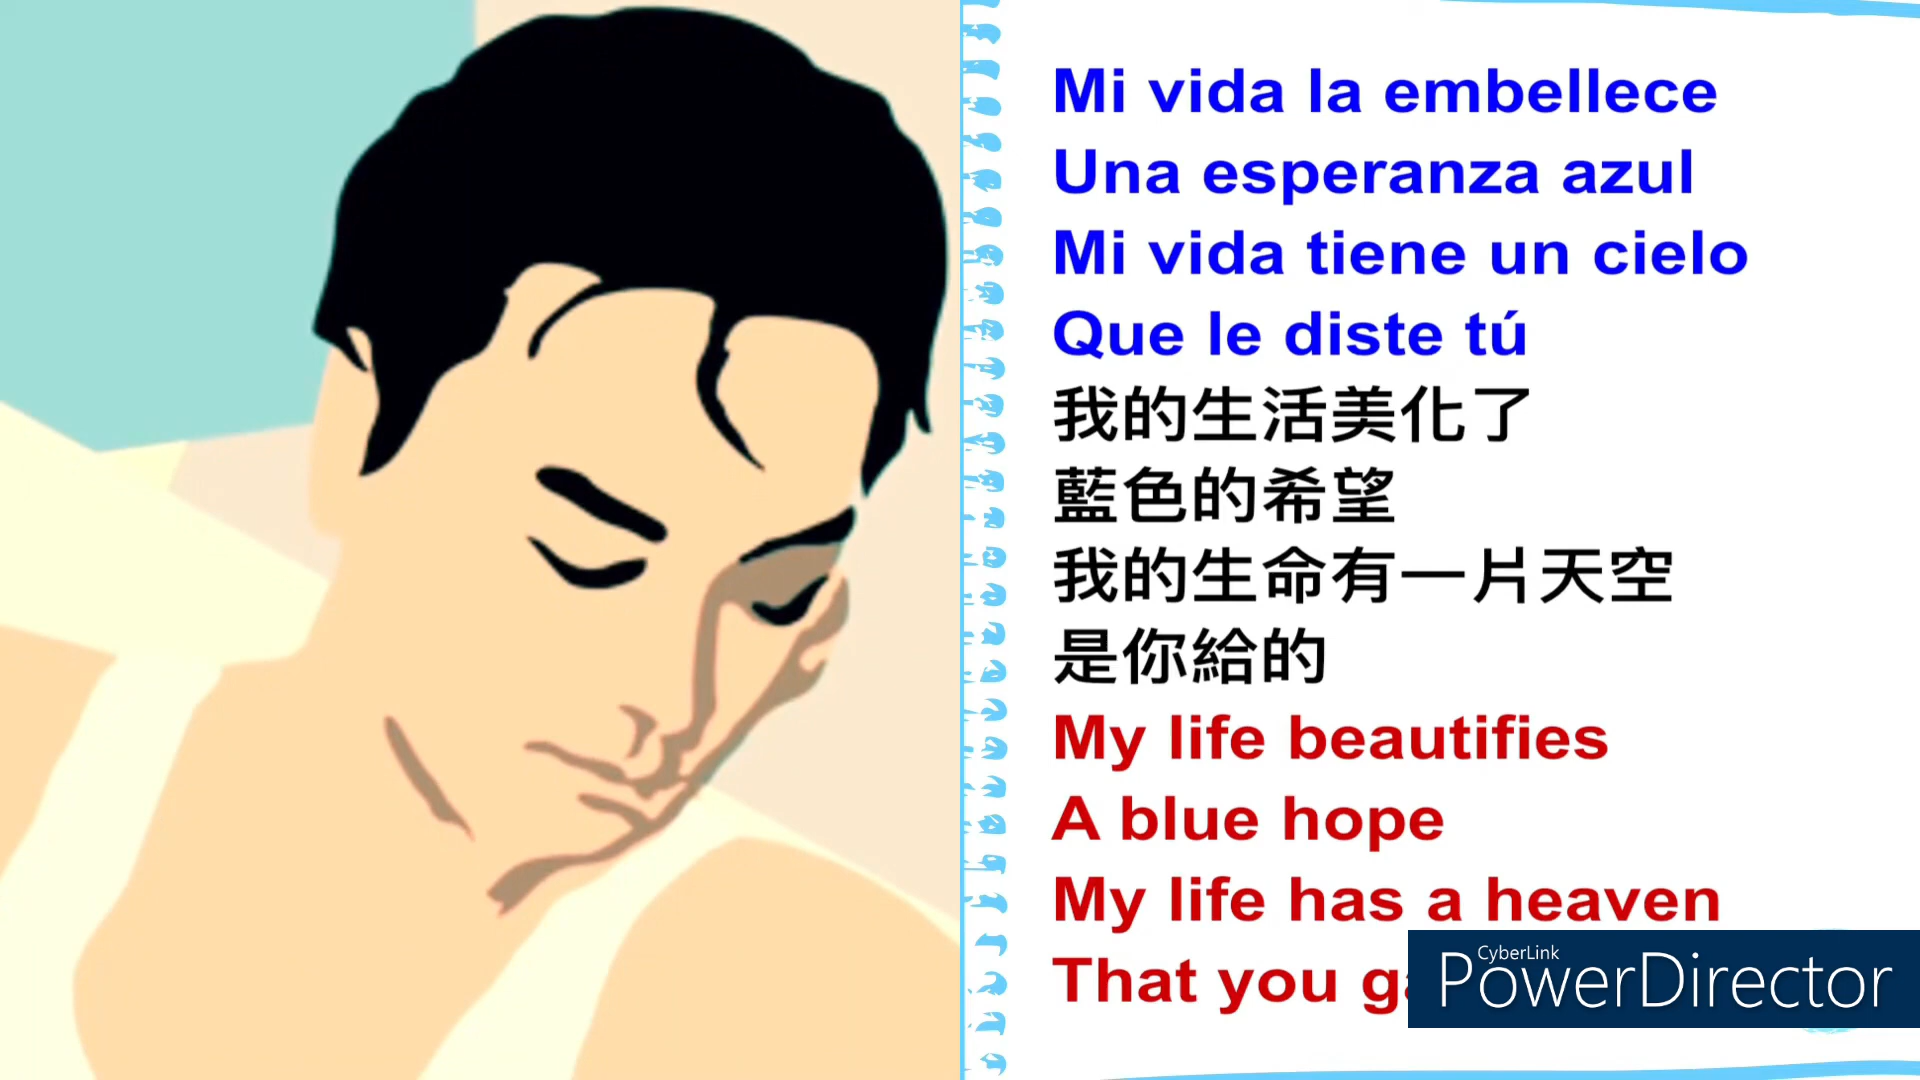 Mi vida la embellece
Una esperanza azul
Mi vida tiene un cielo
Que le diste tú
我的生活美化了
藍色的希望
我的生命有一片天空
是你給的
My life beautifies
A blue hope
My life has a heaven
That you
CyberLink
PowerDirector